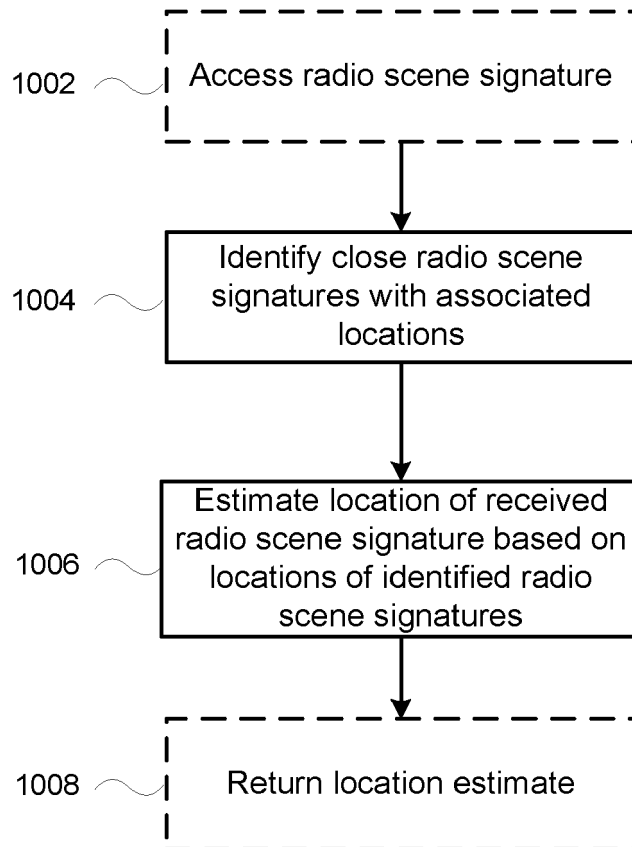 1002
Access radio scene signature
1004
Identify close radio scene
signatures with associated
locations
1006
Estimate location of received
radio scene signature based on
locations of identified radio
scene signatures
1008
Return location estimate